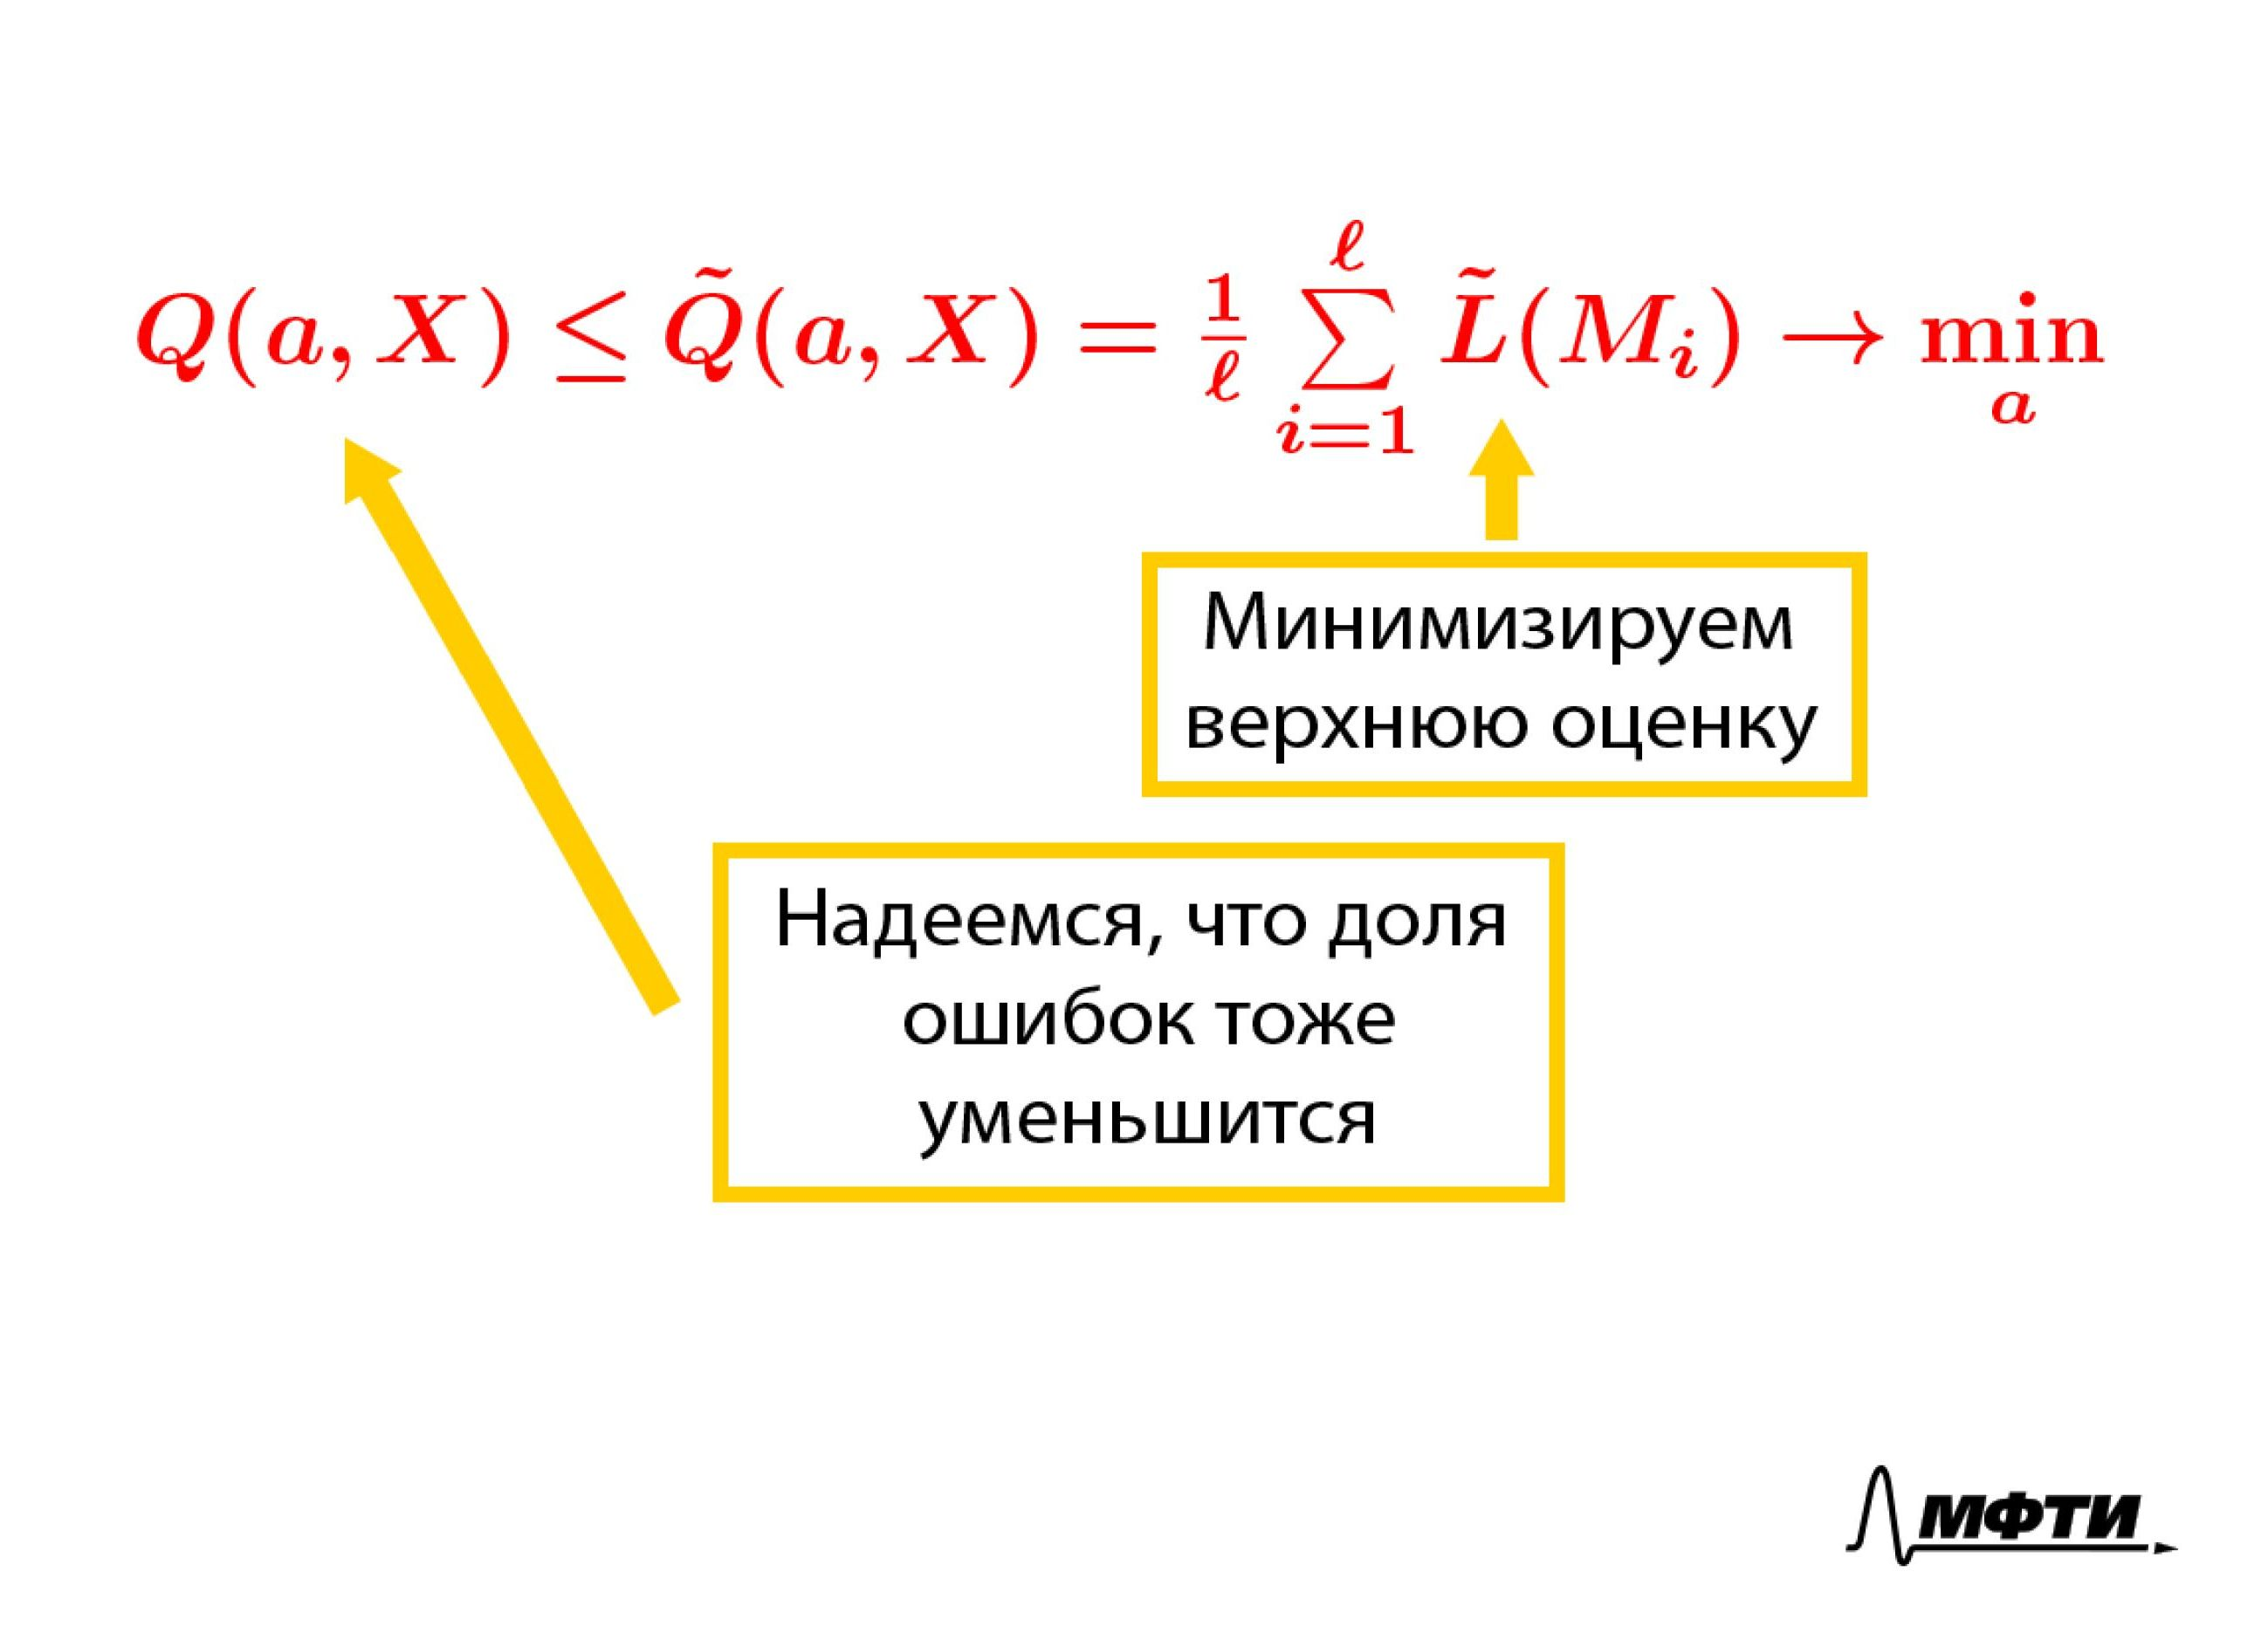 Q(a, X) ≤ Q̃(a, X) = 1/ℓ ∑_{i=1}^{ℓ} L̃(M_i) → min_a
Минимизируем
верхнюю оценку
Надеемся, что доля
ошибок тоже
уменьшится
МФТИ